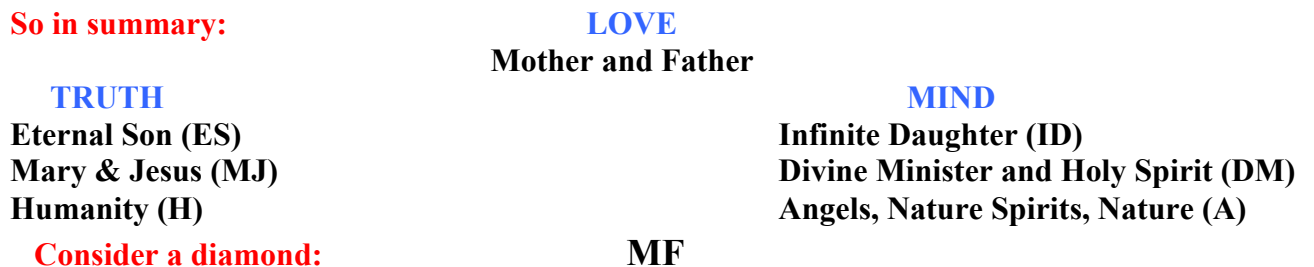 So in summary: LOVE
Mother and Father
TRUTH MIND
Eternal Son (ES) Infinite Daughter (ID)
Mary & Jesus (MJ) Divine Minister and Holy Spirit (DM)
Humanity (H) Angels, Nature Spirits, Nature (A)
Consider a diamond: MF